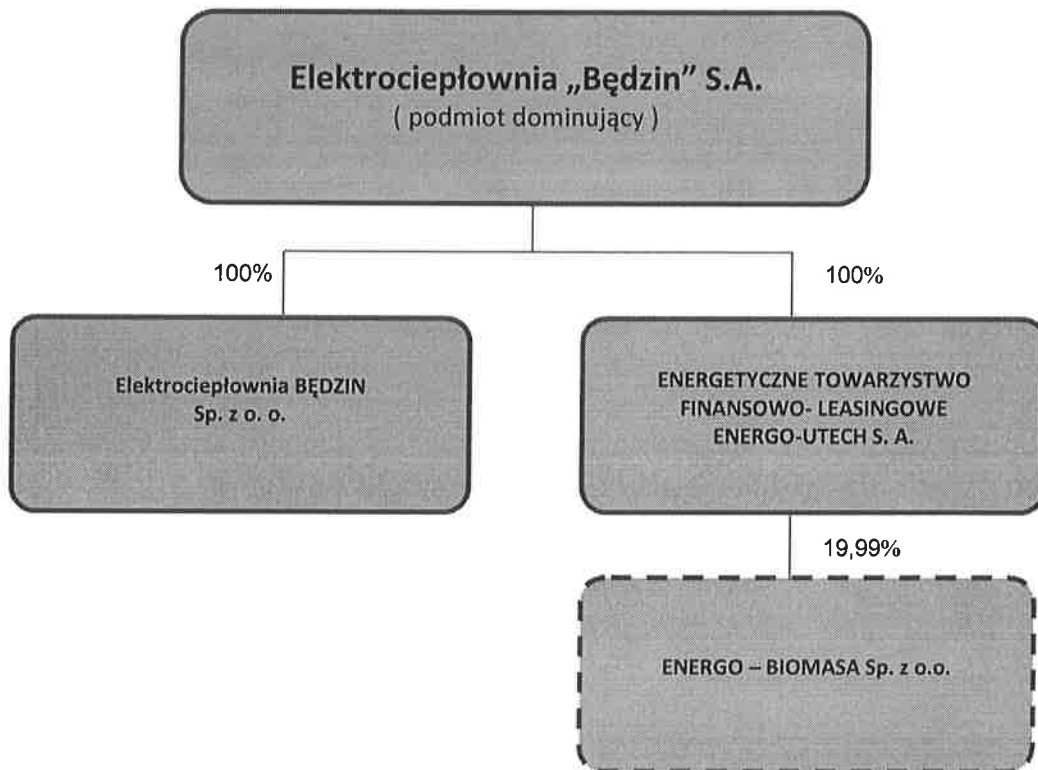 Elektrociepłownia „Będzin” S.A.
( podmiot dominujący )
100%
100%
Elektrociepłownia BĘDZIN
Sp. z o. o.
ENERGETYCZNE TOWARZYSTWO
FINANSOWO- LEASINGOWE
ENERGO-UTECH S. A.
19,99%
ENERGO – BIOMASA Sp. z o.o.